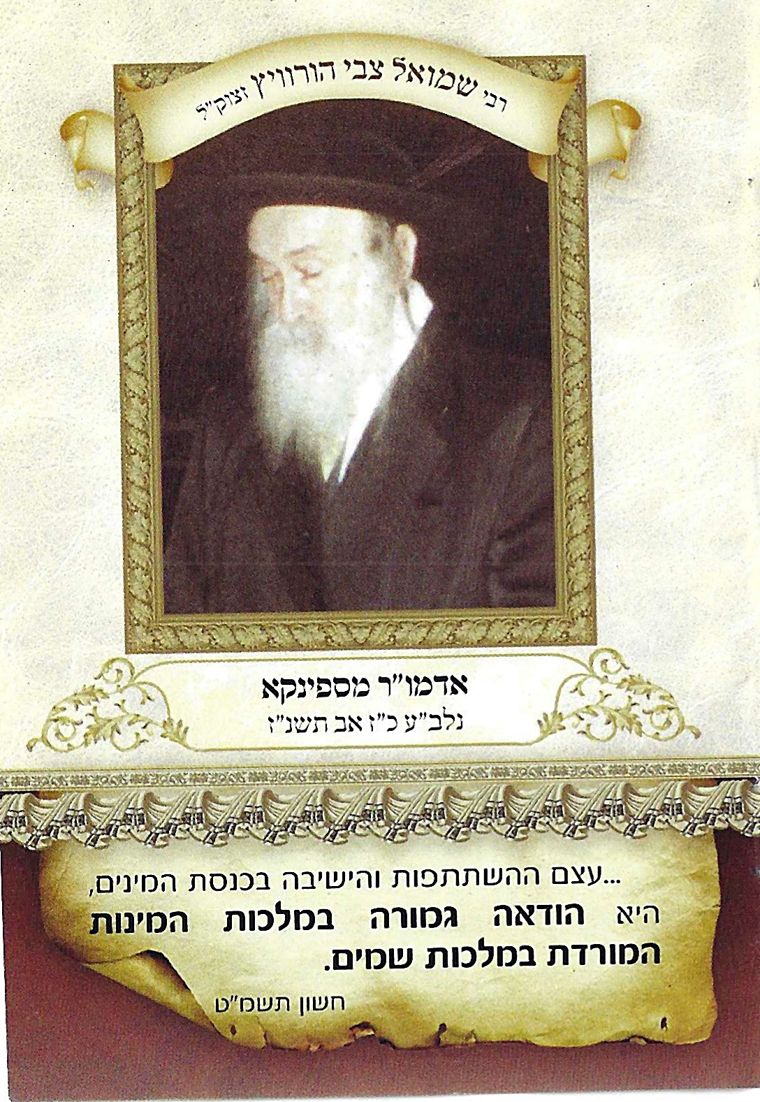 רבי שמואל צבי הורוויץ זצוק"ל
אדמו"ר מספינקא
נלב"ע כ"ז אב תשנ"ז
...עצם ההשתתפות והישיבה בכנסת המינים,
היא הודאה גמורה במלכות המינות
המורדת במלכות שמים.
חשון תשמ"ט